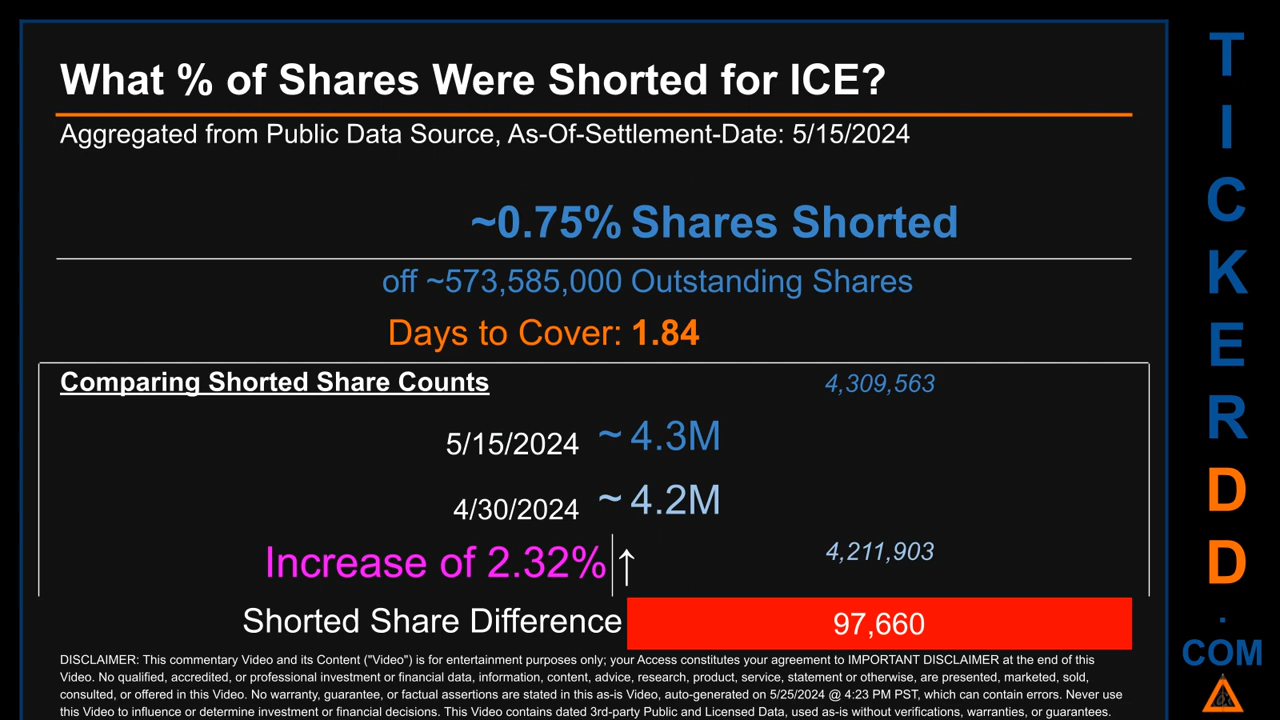 What % of Shares Were Shorted for ICE?
Aggregated from Public Data Source, As-Of-Settlement-Date: 5/15/2024
~0.75% Shares Shorted
off ~573,585,000 Outstanding Shares
Days to Cover: 1.84
Comparing Shorted Share Counts 4,309,563
5/15/2024 ~ 4.3M
4/30/2024 ~ 4.2M
Increase of 2.32% ↑ 4,211,903
Shorted Share Difference 97,660
DISCLAIMER: This commentary Video and its Content ("Video") is for entertainment purposes only; your Access constitutes your agreement to IMPORTANT DISCLAIMER at the end of this
Video. No qualified, accredited, or professional investment or financial data, information, content, advice, research, product, service, statement or otherwise, are presented, marketed, sold,
consulted, or offered in this Video. No warranty, guarantee, or factual assertions are stated in this as-is Video, auto-generated on 5/25/2024 @ 4:23 PM PST, which can contain errors. Never use
this Video to influence or determine investment or financial decisions. This Video contains dated 3rd-party Public and Licensed Data, used as-is without verifications, warranties, or guarantees.
T
I
C
K
E
R
D
D
.
COM